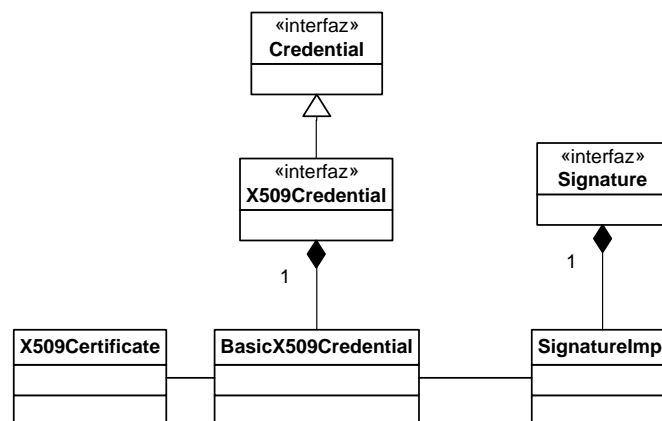 «interfaz»
Credential
«interfaz»
X509Credential
«interfaz»
Signature
1
1
X509Certificate
BasicX509Credential
SignatureImp